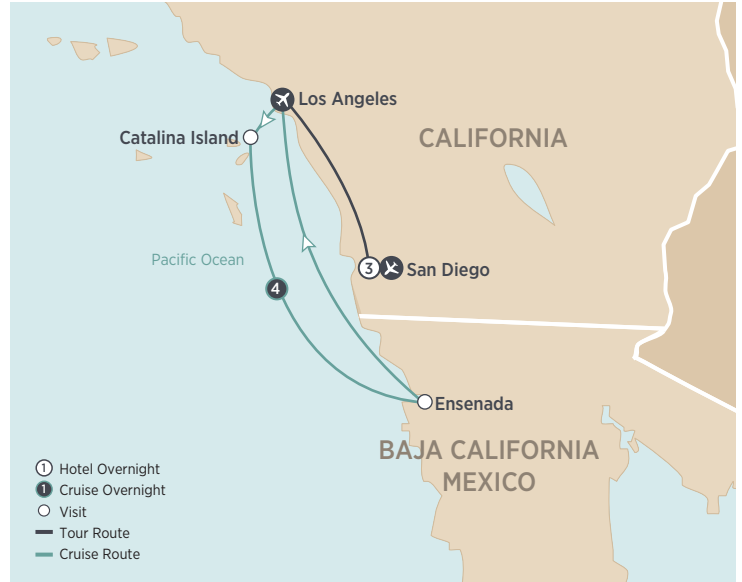 Los Angeles
Catalina Island
CALIFORNIA
Pacific Ocean
3
San Diego
4
Ensenada
BAJA CALIFORNIA
MEXICO
1 Hotel Overnight
1 Cruise Overnight
Visit
Tour Route
Cruise Route